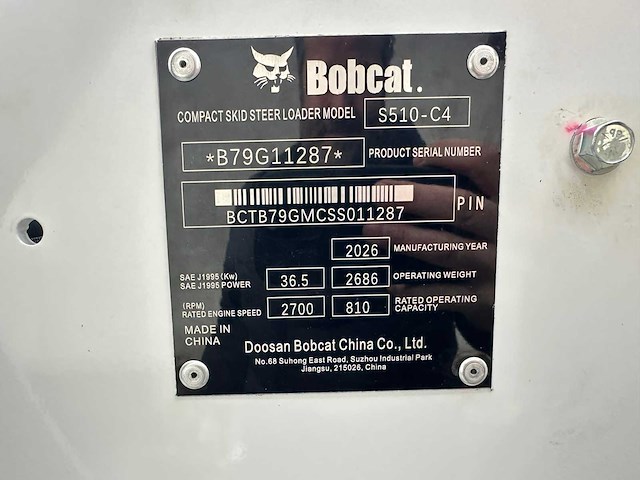 Bobcat.
COMPACT SKID STEER LOADER MODEL S510-C4
*B79G11287* PRODUCT SERIAL NUMBER
BCTB79GMCSS011287 PIN
2026 MANUFACTURING YEAR
SAE J1995 (Kw)
SAE J1995 POWER 36.5 2686 OPERATING WEIGHT
(RPM)
RATED ENGINE SPEED 2700 810 RATED OPERATING CAPACITY
MADE IN
CHINA
Doosan Bobcat China Co., Ltd.
No.68 Suhong East Road, Suzhou Industrial Park
Jiangsu, 215026, China